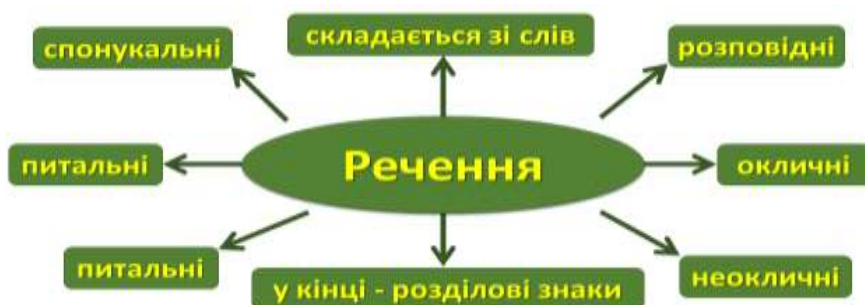 складається зі слів
спонукальні
розповідні
питальні
Речення
окличні
питальні
неокличні
у кінці - розділові знаки